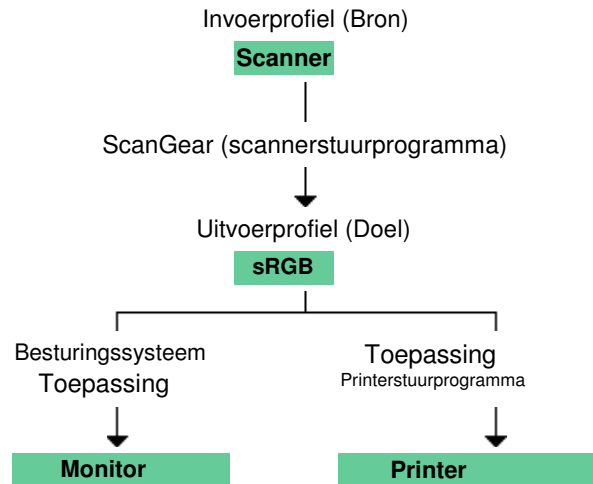 Invoerprofiel (Bron)
Scanner
ScanGear (scannerstuurprogramma)
Uitvoerprofiel (Doel)
sRGB
Besturingssysteem
Toepassing
Toepassing
Printerstuurprogramma
Monitor
Printer